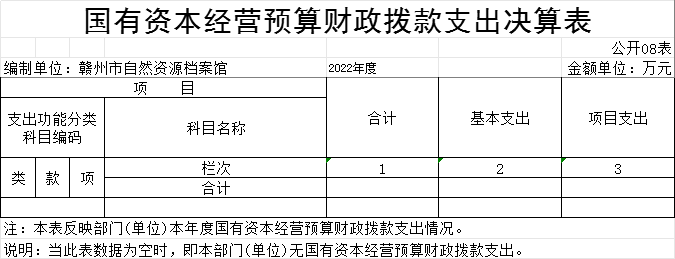 国有资本经营预算财政拨款支出决算表
公开08表
编制单位：赣州市自然资源档案馆 2022年度 金额单位：万元
项 目 合计 基本支出 项目支出
支出功能分类科目编码 科目名称
类 款 项 栏次 1 2 3
合计
注：本表反映部门(单位)本年度国有资本经营预算财政拨款支出情况。
说明：当此表数据为空时，即本部门(单位)无国有资本经营预算财政拨款支出。